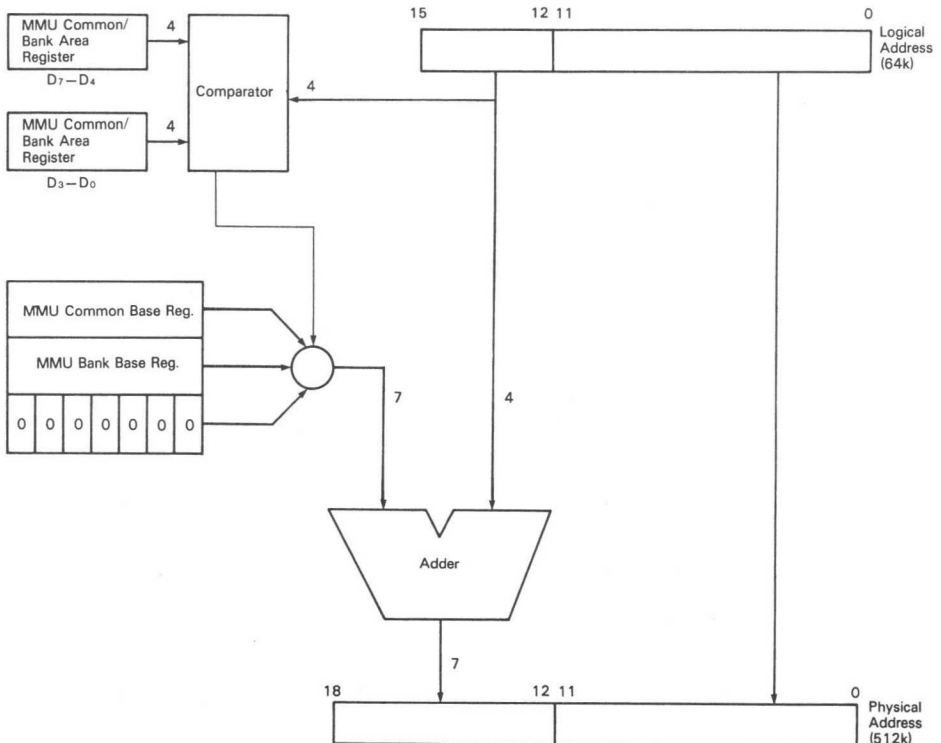 15
12
11
0
MMU Common/
Bank Area
Register
4
D₇—D₄
Comparator
Logical
Address
(64k)
4
MMU Common/
Bank Area
Register
4
D₃—D₀
MMU Common Base Reg.
MMU Bank Base Reg.
0 0 0 0 0 0 0
7
4
Adder
7
18
12
11
0
Physical
Address
(512k)